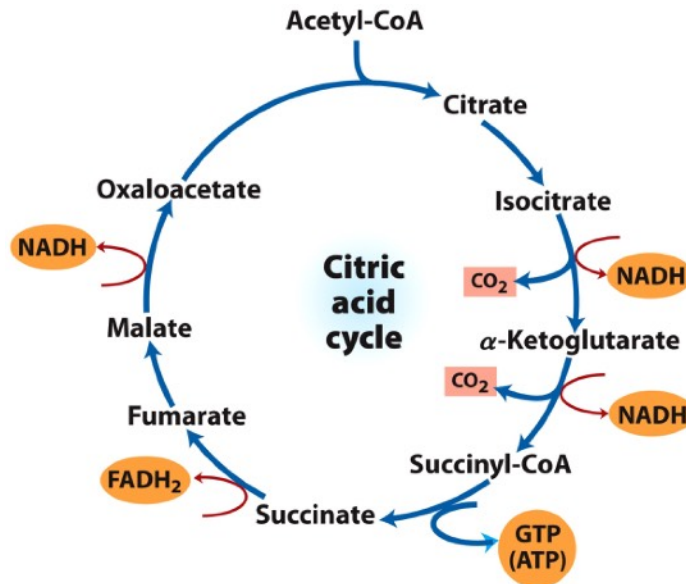 Acetyl-CoA
Citrate
Oxaloacetate
Isocitrate
NADH
Citric
acid
cycle
CO₂
NADH
Malate
α-Ketoglutarate
CO₂
NADH
Fumarate
Succinyl-CoA
FADH₂
Succinate
GTP
(ATP)